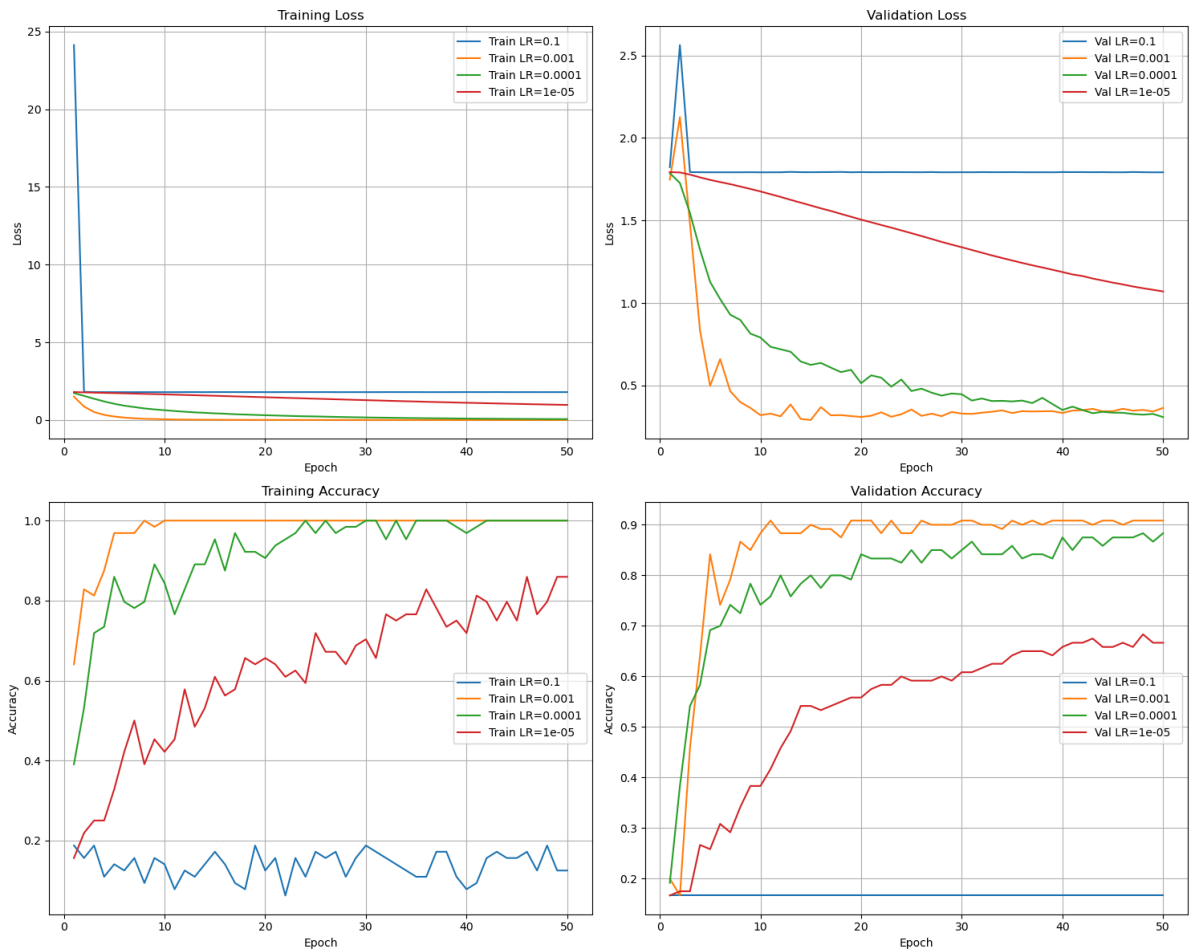 Training Loss
25
20
15
10
5
0
Loss
0 10 20 30 40 50
Epoch
Train LR=0.1
Train LR=0.001
Train LR=0.0001
Train LR=1e-05
Validation Loss
2.5
2.0
1.5
1.0
0.5
Loss
0 10 20 30 40 50
Epoch
Val LR=0.1
Val LR=0.001
Val LR=0.0001
Val LR=1e-05
Training Accuracy
1.0
0.8
0.6
0.4
0.2
Accuracy
0 10 20 30 40 50
Epoch
Train LR=0.1
Train LR=0.001
Train LR=0.0001
Train LR=1e-05
Validation Accuracy
0.9
0.8
0.7
0.6
0.5
0.4
0.3
0.2
Accuracy
0 10 20 30 40 50
Epoch
Val LR=0.1
Val LR=0.001
Val LR=0.0001
Val LR=1e-05